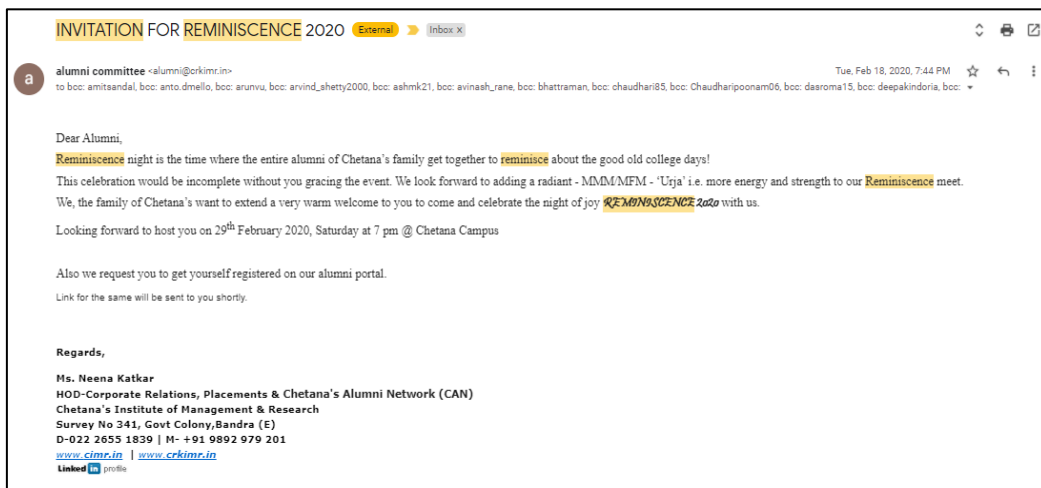 INVITATION FOR REMINISCENCE 2020 External Inbox x
a
alumni committee <alumni@crkimr.in> Tue, Feb 18, 2020, 7:44 PM
to bcc: amitsandal, bcc: anto.dmello, bcc: arunvu, bcc: arvind_shetty2000, bcc: ashmk21, bcc: avinash_rane, bcc: bhattraman, bcc: chaudhari85, bcc: Chaudharipoonam06, bcc: dasroma15, bcc: deepakindoria, bcc:
Dear Alumni,
Reminiscence night is the time where the entire alumni of Chetana's family get together to reminisce about the good old college days!
This celebration would be incomplete without you gracing the event. We look forward to adding a radiant - MMM/MFM - 'Urja' i.e. more energy and strength to our Reminiscence meet.
We, the family of Chetana's want to extend a very warm welcome to you to come and celebrate the night of joy REMINISCENCE 2020 with us.
Looking forward to host you on 29th February 2020, Saturday at 7 pm @ Chetana Campus
Also we request you to get yourself registered on our alumni portal.
Link for the same will be sent to you shortly.
Regards,
Ms. Neena Katkar
HOD-Corporate Relations, Placements & Chetana's Alumni Network (CAN)
Chetana's Institute of Management & Research
Survey No 341, Govt Colony,Bandra (E)
D-022 2655 1839 | M- +91 9892 979 201
www.cimr.in | www.crkimr.in
Linked in profile